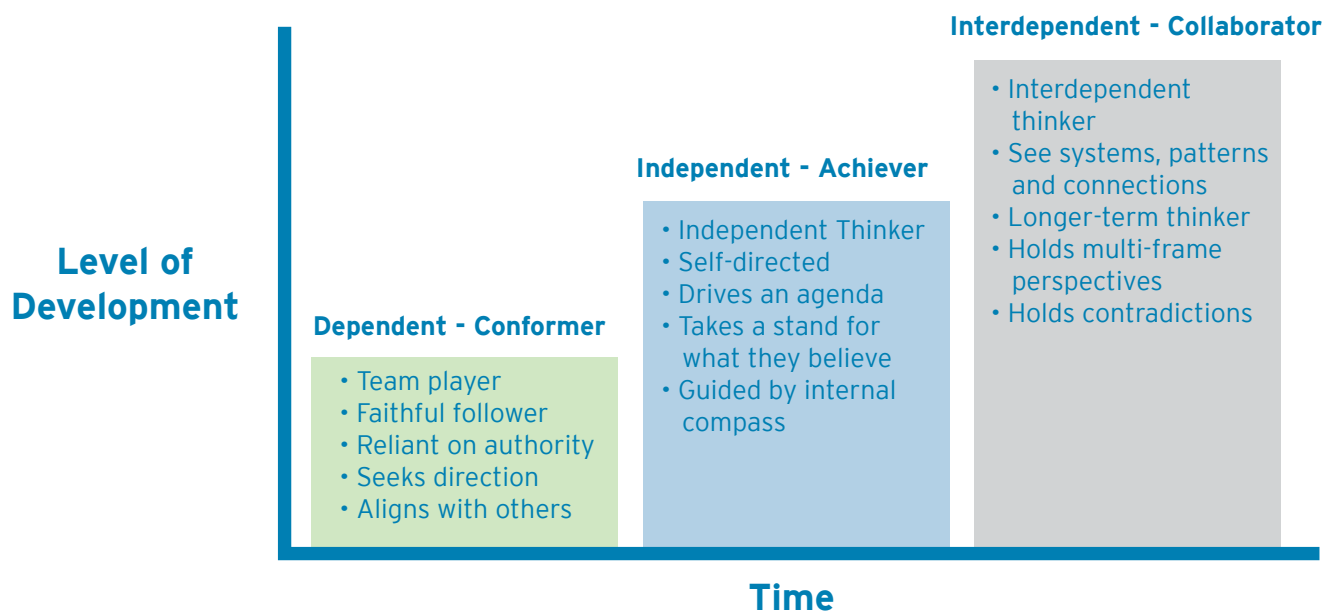 Level of
Development
Dependent - Conformer
• Team player
• Faithful follower
• Reliant on authority
• Seeks direction
• Aligns with others
Independent - Achiever
• Independent Thinker
• Self-directed
• Drives an agenda
• Takes a stand for
what they believe
• Guided by internal
compass
Interdependent - Collaborator
• Interdependent
thinker
• See systems, patterns
and connections
• Longer-term thinker
• Holds multi-frame
perspectives
• Holds contradictions
Time